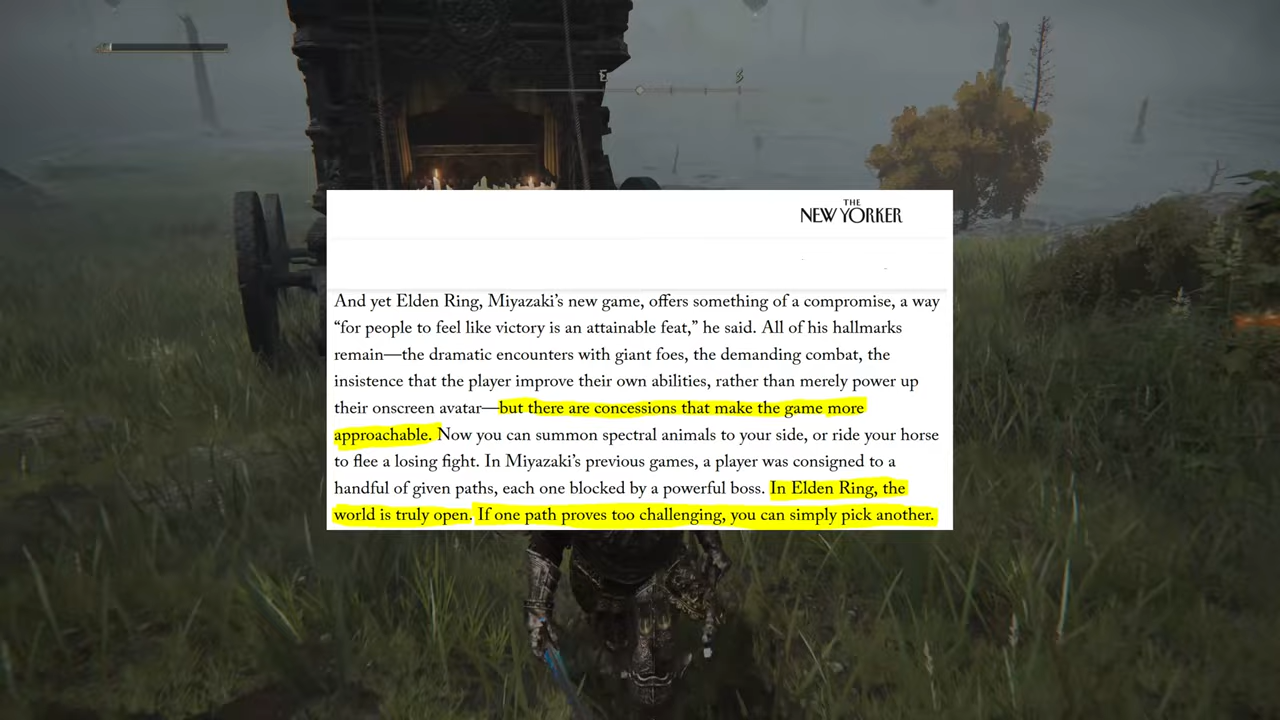 E
S
THE
NEW YORKER
And yet Elden Ring, Miyazaki’s new game, offers something of a compromise, a way
“for people to feel like victory is an attainable feat,” he said. All of his hallmarks
remain—the dramatic encounters with giant foes, the demanding combat, the
insistence that the player improve their own abilities, rather than merely power up
their onscreen avatar—but there are concessions that make the game more
approachable. Now you can summon spectral animals to your side, or ride your horse
to flee a losing fight. In Miyazaki’s previous games, a player was consigned to a
handful of given paths, each one blocked by a powerful boss. In Elden Ring, the
world is truly open. If one path proves too challenging, you can simply pick another.